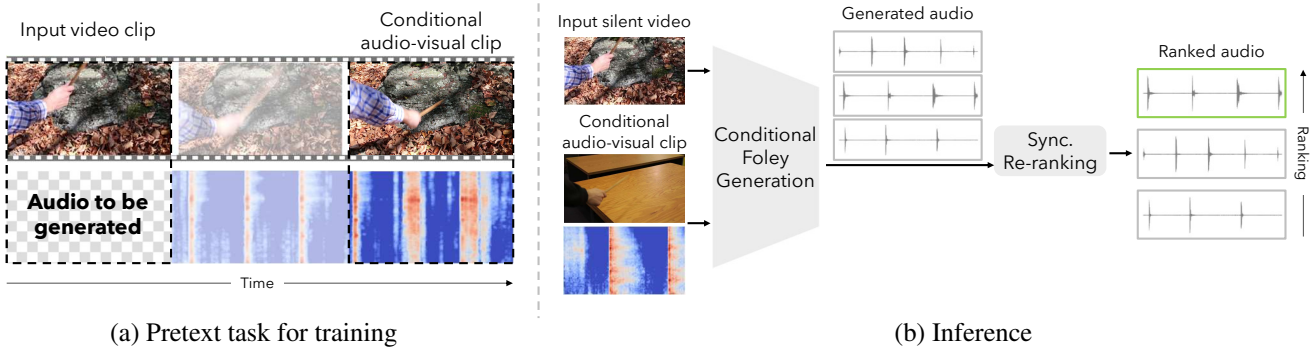 Input video clip
Conditional
audio-visual clip
Audio to be
generated
Time
(a) Pretext task for training
Input silent video
Conditional
audio-visual clip
Conditional
Foley
Generation
Generated audio
Sync.
Re-ranking
Ranked audio
Ranking
(b) Inference